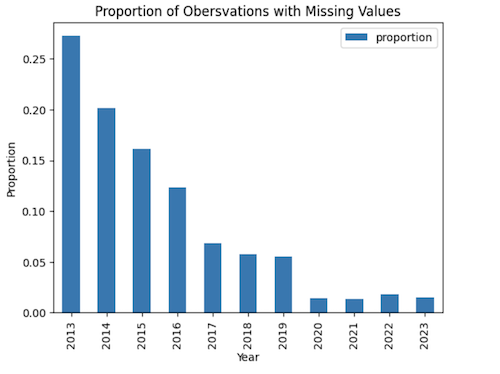 Proportion of Obersvations with Missing Values
proportion
0.25
0.20
0.15
0.10
0.05
0.00
Proportion
2013 2014 2015 2016 2017 2018 2019 2020 2021 2022 2023
Year